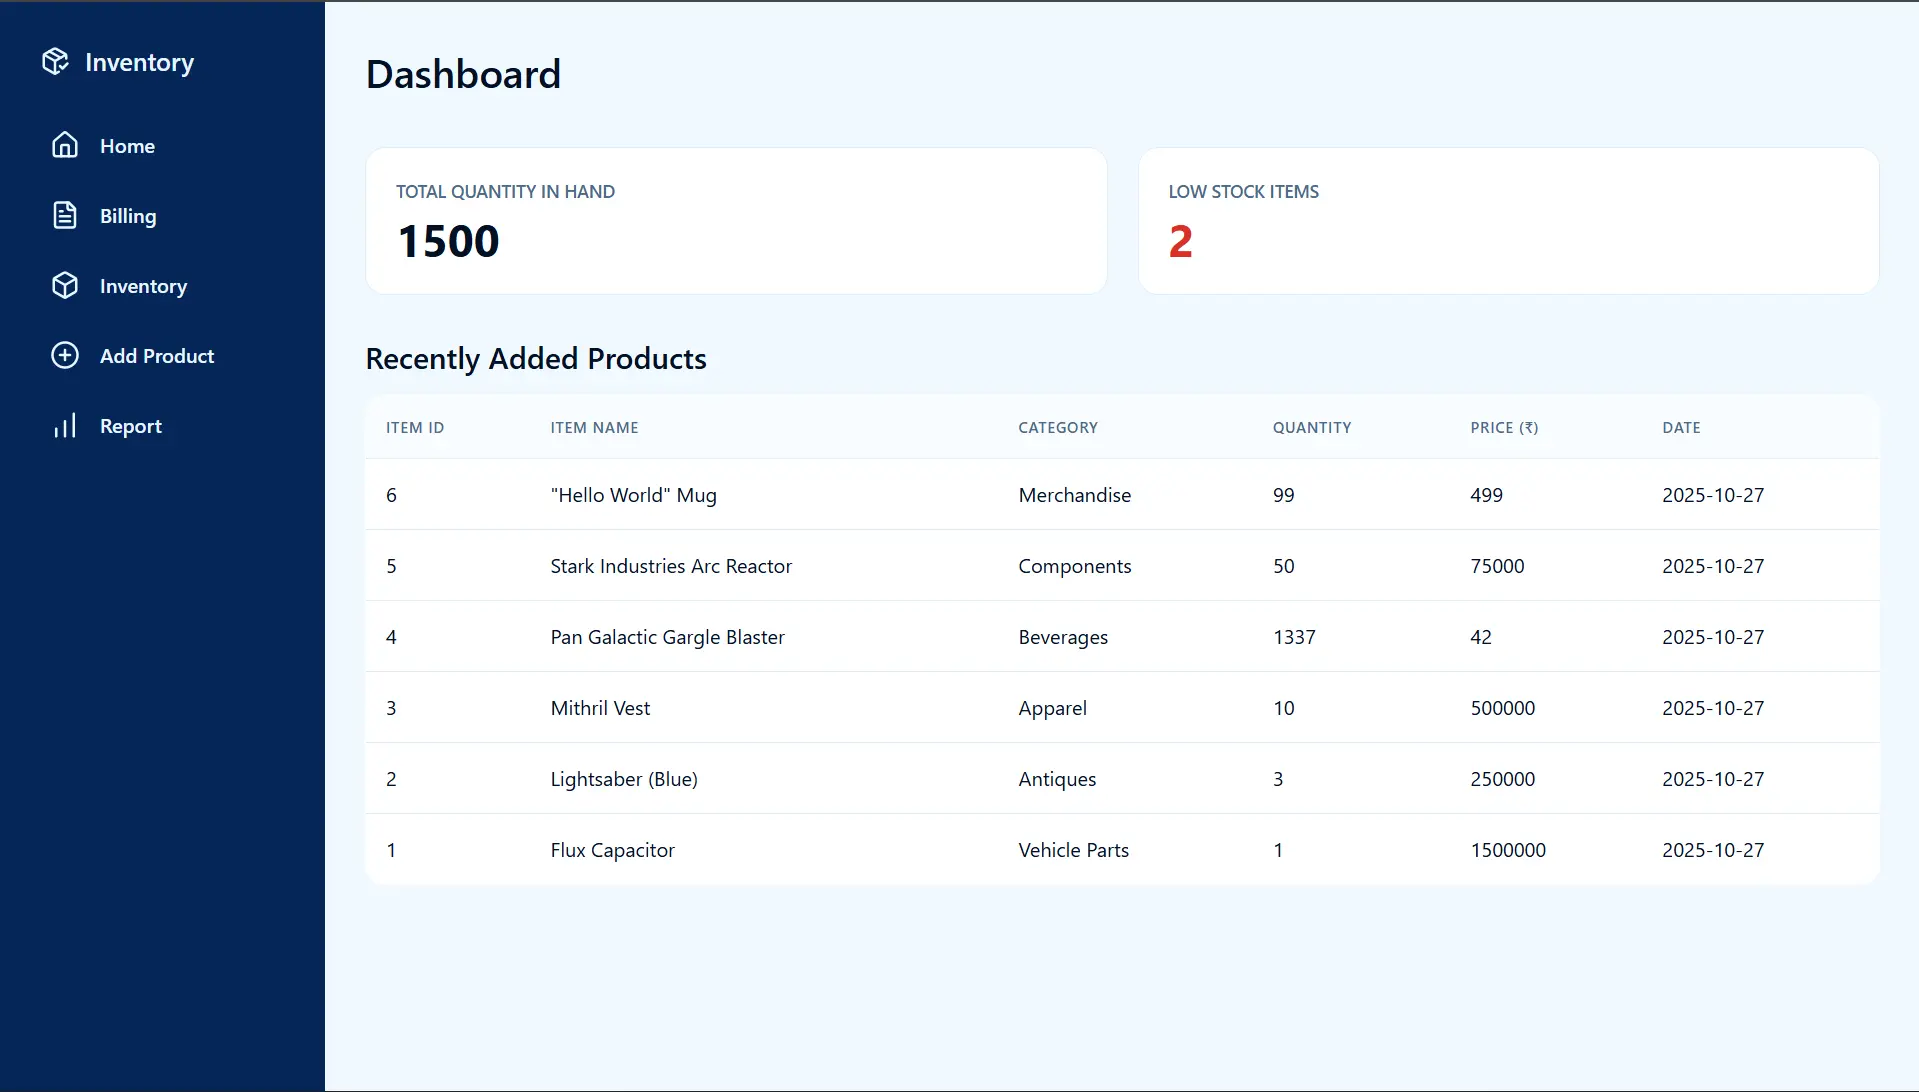 Inventory
Home
Billing
Inventory
Add Product
Report
Dashboard
TOTAL QUANTITY IN HAND
1500
LOW STOCK ITEMS
2
Recently Added Products
ITEM ID ITEM NAME CATEGORY QUANTITY PRICE (₹) DATE
6 "Hello World" Mug Merchandise 99 499 2025-10-27
5 Stark Industries Arc Reactor Components 50 75000 2025-10-27
4 Pan Galactic Gargle Blaster Beverages 1337 42 2025-10-27
3 Mithril Vest Apparel 10 500000 2025-10-27
2 Lightsaber (Blue) Antiques 3 250000 2025-10-27
1 Flux Capacitor Vehicle Parts 1 1500000 2025-10-27